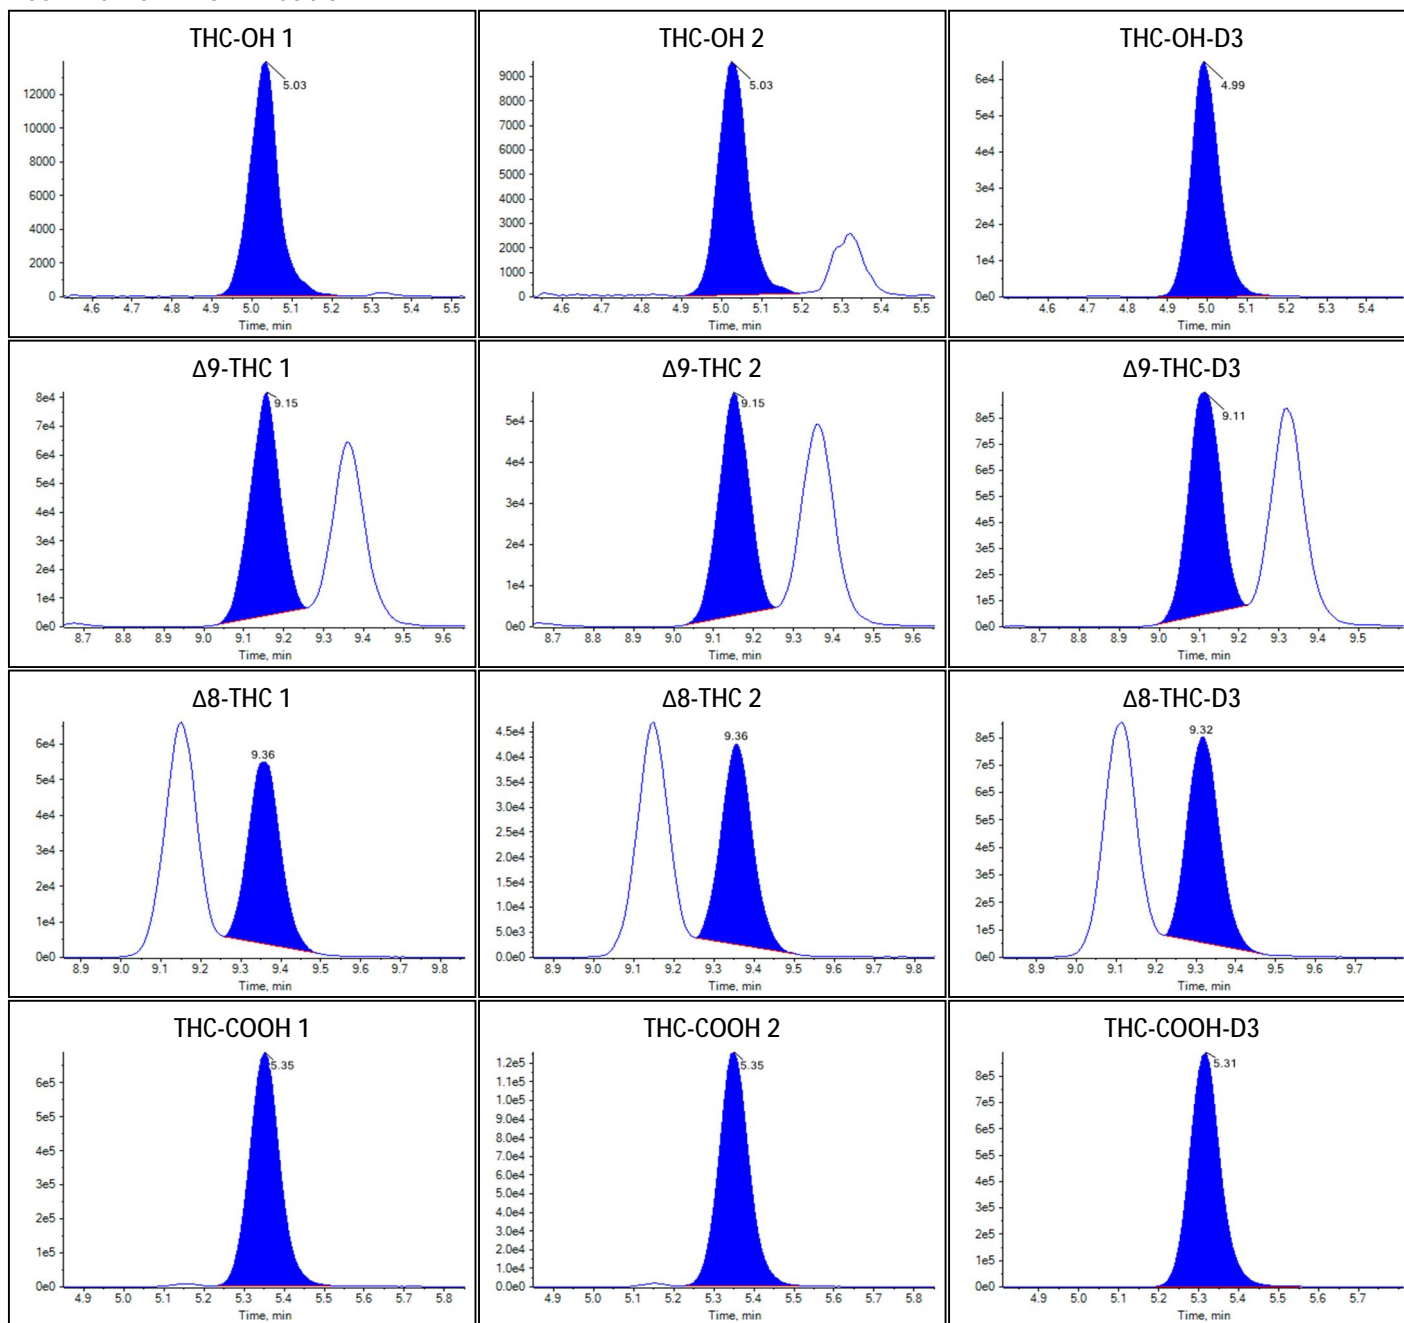 THC-OH 1
5.03
12000
10000
8000
6000
4000
2000
0
4.6 4.7 4.8 4.9 5.0 5.1 5.2 5.3 5.4 5.5
Time, min
THC-OH 2
5.03
9000
8000
7000
6000
5000
4000
3000
2000
1000
0
4.6 4.7 4.8 4.9 5.0 5.1 5.2 5.3 5.4 5.5
Time, min
THC-OH-D3
4.99
6e4
5e4
4e4
3e4
2e4
1e4
0e0
4.6 4.7 4.8 4.9 5.0 5.1 5.2 5.3 5.4
Time, min
Δ9-THC 1
9.15
8e4
7e4
6e4
5e4
4e4
3e4
2e4
1e4
0e0
8.7 8.8 8.9 9.0 9.1 9.2 9.3 9.4 9.5 9.6
Time, min
Δ9-THC 2
9.15
5e4
4e4
3e4
2e4
1e4
0e0
8.7 8.8 8.9 9.0 9.1 9.2 9.3 9.4 9.5 9.6
Time, min
Δ9-THC-D3
9.11
8e5
7e5
6e5
5e5
4e5
3e5
2e5
1e5
0e0
8.7 8.8 8.9 9.0 9.1 9.2 9.3 9.4 9.5
Time, min
Δ8-THC 1
9.36
6e4
5e4
4e4
3e4
2e4
1e4
0e0
8.9 9.0 9.1 9.2 9.3 9.4 9.5 9.6 9.7 9.8
Time, min
Δ8-THC 2
9.36
4.5e4
4.0e4
3.5e4
3.0e4
2.5e4
2.0e4
1.5e4
1.0e4
5.0e3
0.0e0
8.9 9.0 9.1 9.2 9.3 9.4 9.5 9.6 9.7 9.8
Time, min
Δ8-THC-D3
9.32
8e5
7e5
6e5
5e5
4e5
3e5
2e5
1e5
0e0
8.9 9.0 9.1 9.2 9.3 9.4 9.5 9.6 9.7
Time, min
THC-COOH 1
5.35
6e5
5e5
4e5
3e5
2e5
1e5
0e0
4.9 5.0 5.1 5.2 5.3 5.4 5.5 5.6 5.7 5.8
Time, min
THC-COOH 2
5.35
1.2e5
1.1e5
1.0e5
9.0e4
8.0e4
7.0e4
6.0e4
5.0e4
4.0e4
3.0e4
2.0e4
1.0e4
0.0e0
4.9 5.0 5.1 5.2 5.3 5.4 5.5 5.6 5.7 5.8
Time, min
THC-COOH-D3
5.31
8e5
7e5
6e5
5e5
4e5
3e5
2e5
1e5
0e0
4.9 5.0 5.1 5.2 5.3 5.4 5.5 5.6 5.7
Time, min